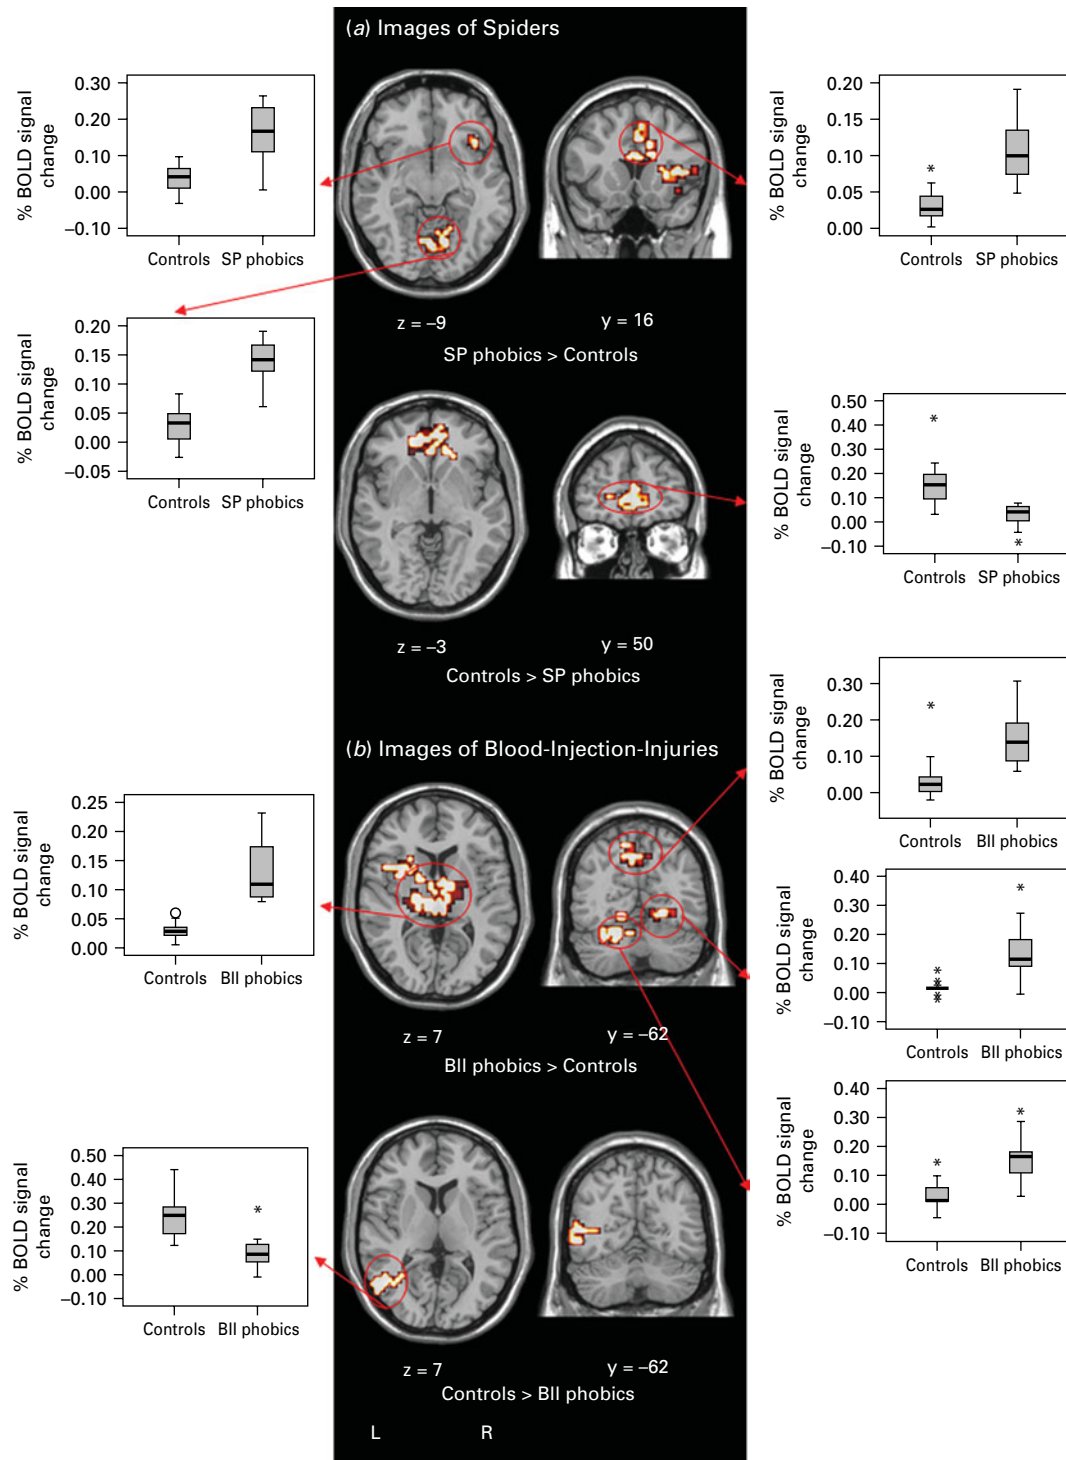 (a) Images of Spiders
0.30
0.20
0.10
0.00
−0.10
% BOLD signal
change
Controls SP phobics
0.20
0.15
0.10
0.05
0.00
% BOLD signal
change
*
Controls SP phobics
z = −9
y = 16
SP phobics > Controls
0.20
0.15
0.10
0.05
0.00
−0.05
% BOLD signal
change
Controls SP phobics
0.50
0.40
0.30
0.20
0.10
0.00
−0.10
% BOLD signal
change
*
*
Controls SP phobics
z = −3
y = 50
Controls > SP phobics
(b) Images of Blood-Injection-Injuries
0.30
0.20
0.10
0.00
% BOLD signal
change
*
Controls BII phobics
0.25
0.20
0.15
0.10
0.05
0.00
% BOLD signal
change
Controls BII phobics
0.40
0.30
0.20
0.10
0.00
−0.10
% BOLD signal
change
*
*
*
*
*
Controls BII phobics
z = 7
y = −62
BII phobics > Controls
0.40
0.30
0.20
0.10
0.00
−0.10
% BOLD signal
change
*
*
Controls BII phobics
0.50
0.40
0.30
0.20
0.10
0.00
−0.10
% BOLD signal
change
*
Controls BII phobics
z = 7
y = −62
Controls > BII phobics
L R